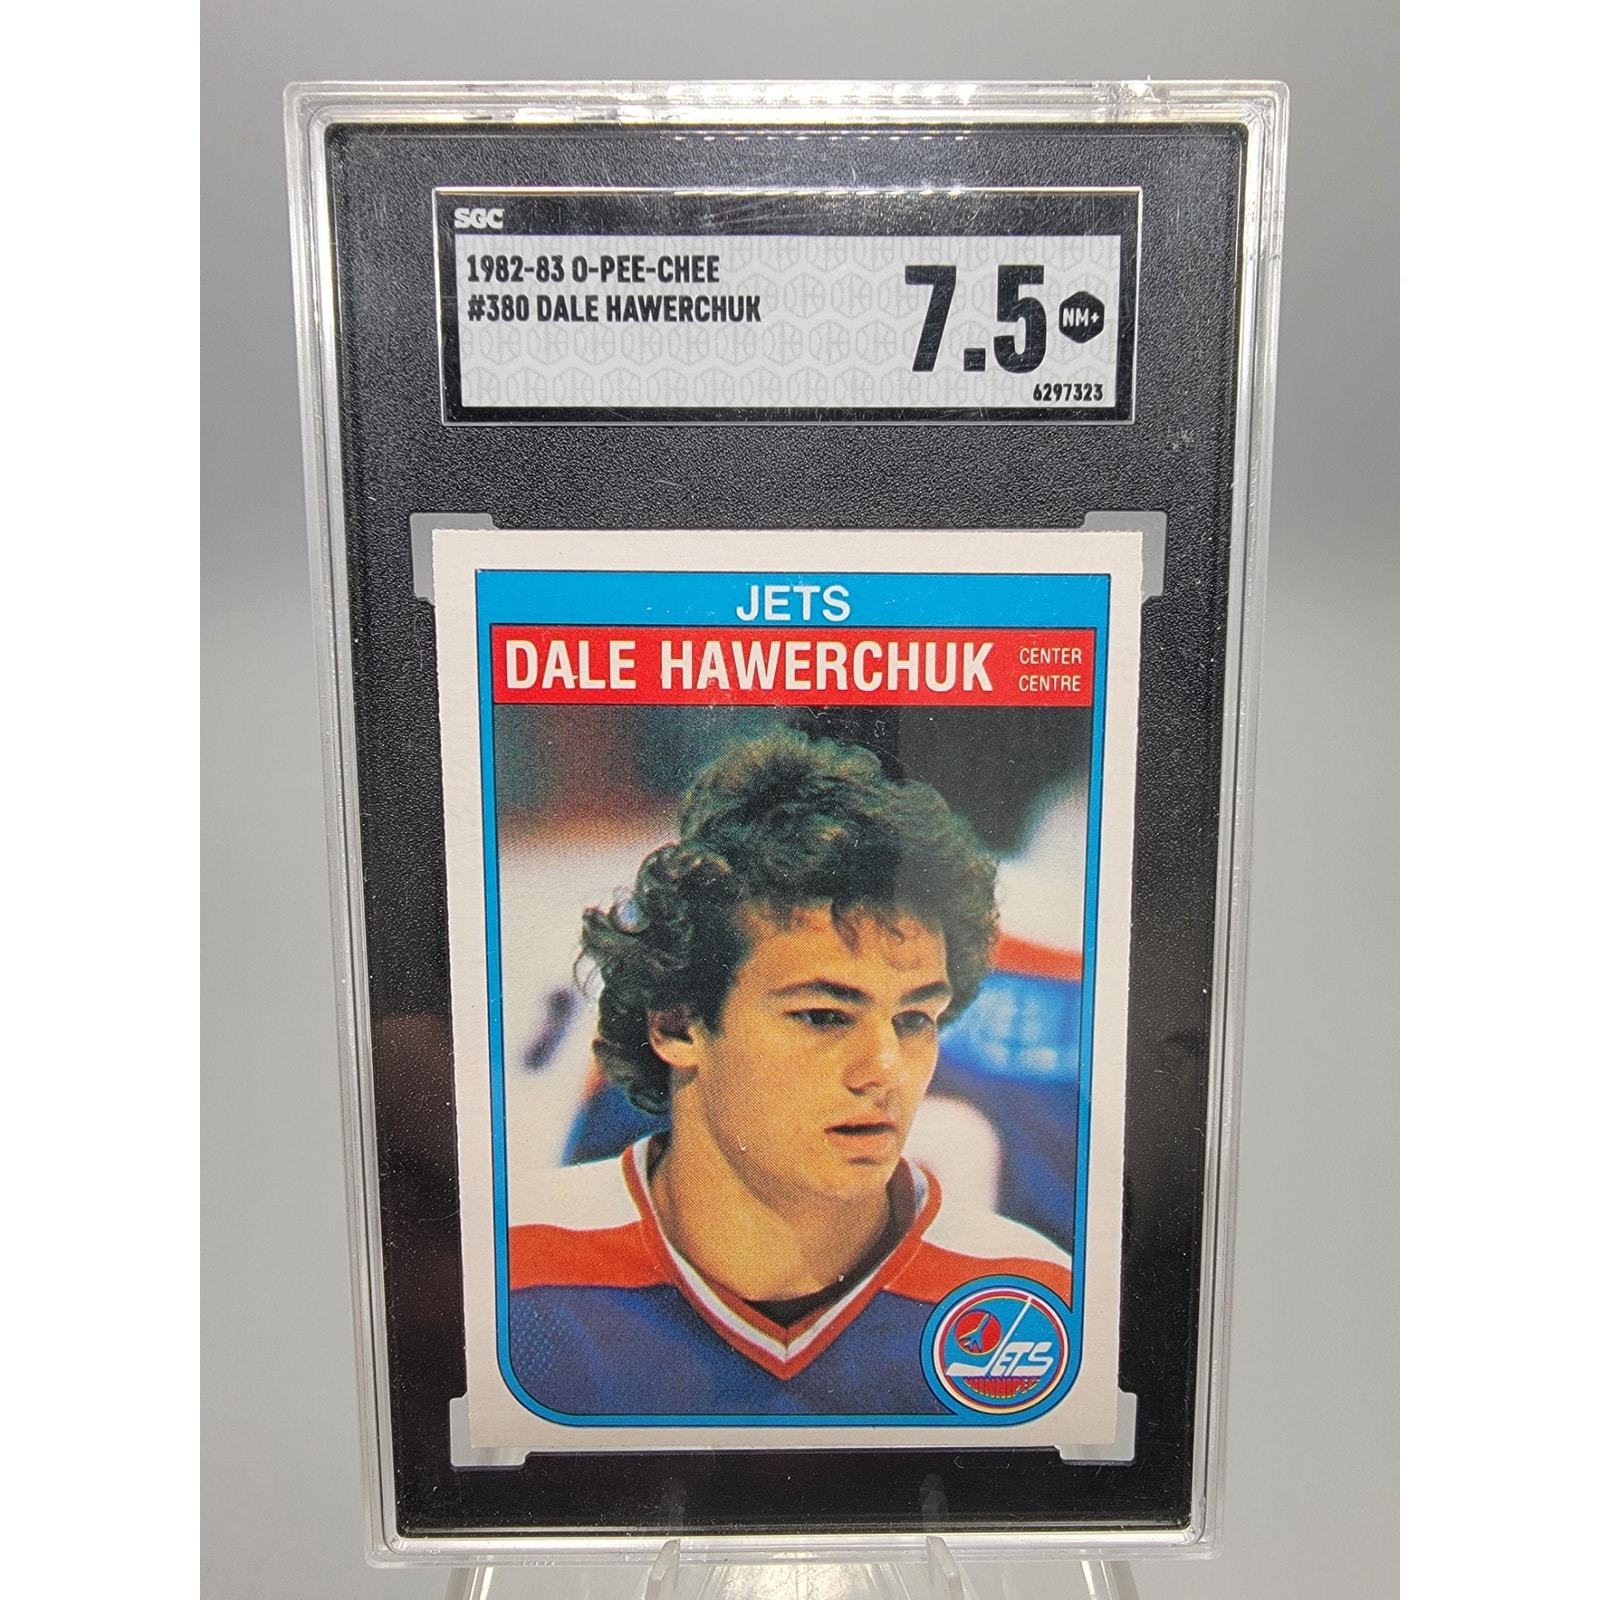 SGC
1982-83 O-PEE-CHEE
#380 DALE HAWERCHUK
7.5 NM+
6297323
JETS
DALE HAWERCHUK
CENTER
CENTRE
JETS
WINNIPEG